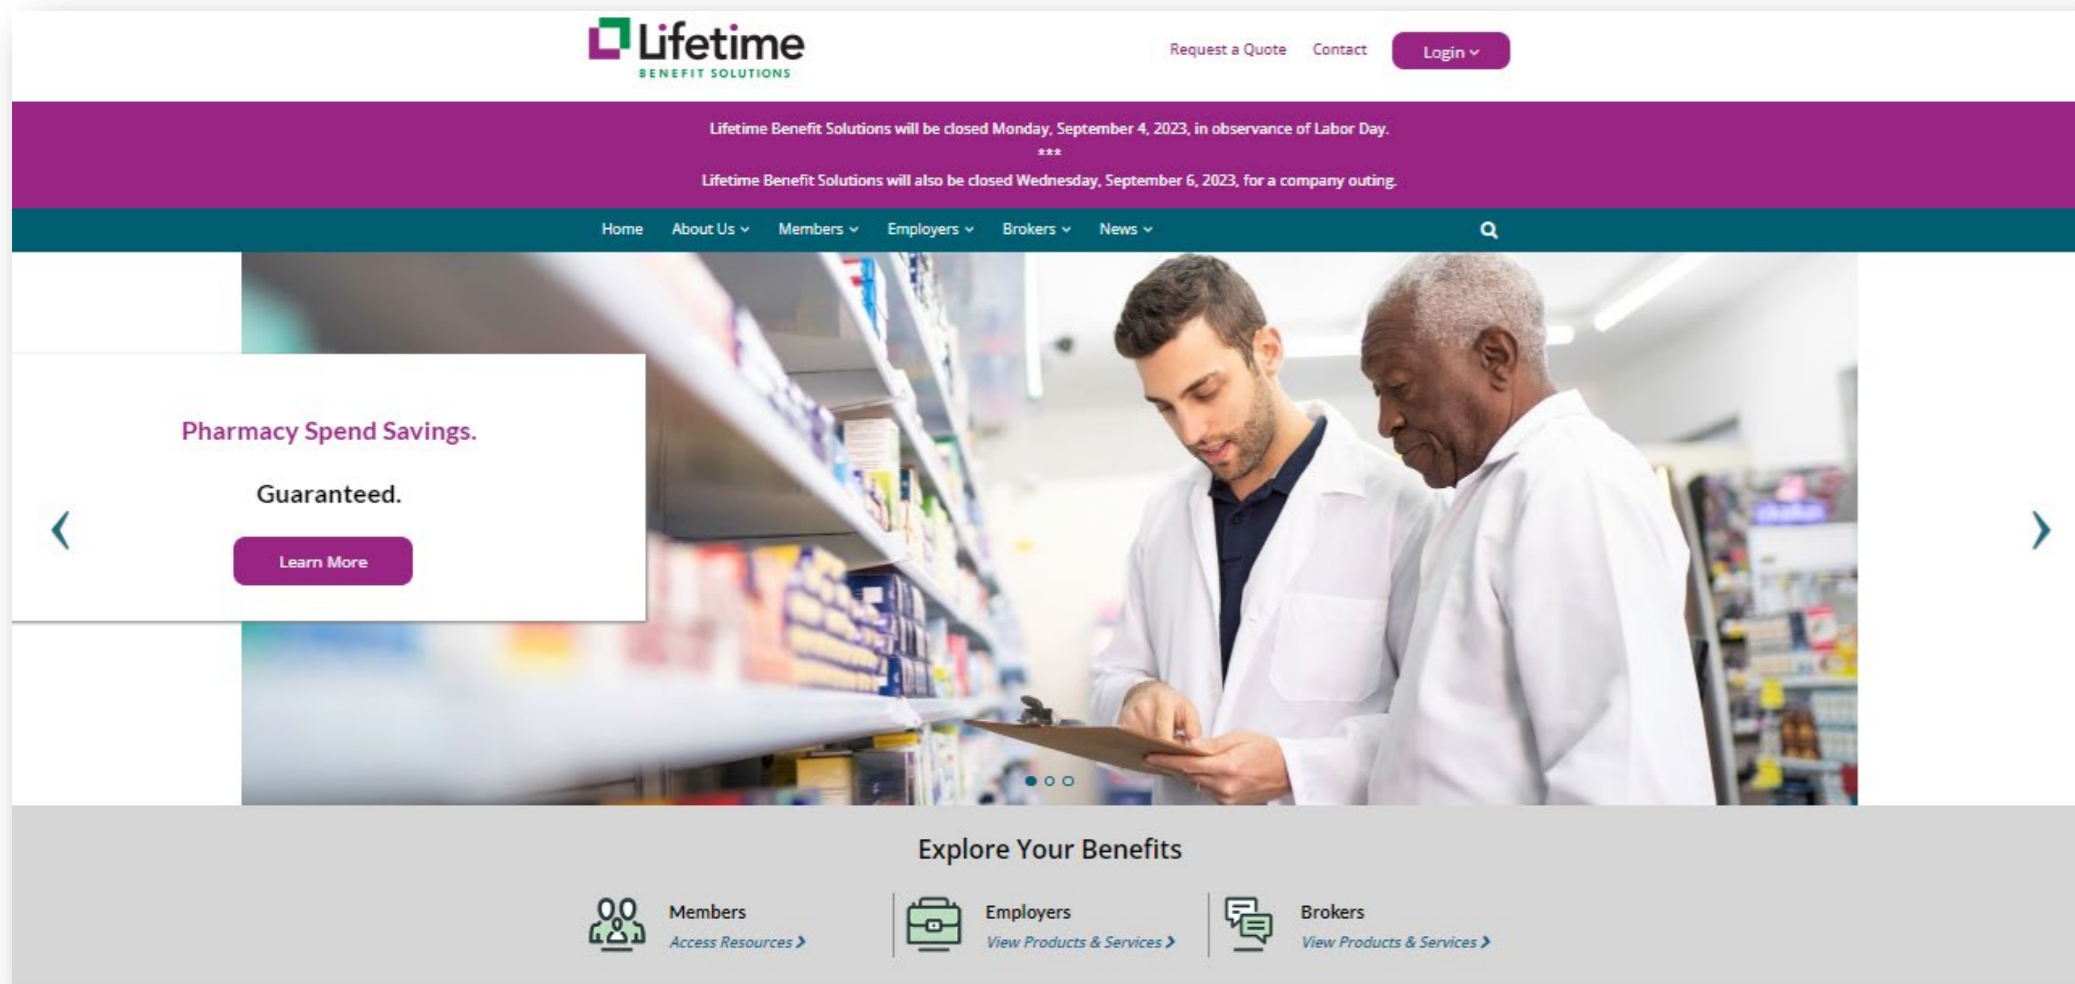 Lifetime
BENEFIT SOLUTIONS
Request a Quote
Contact
Login
Lifetime Benefit Solutions will be closed Monday, September 4, 2023, in observance of Labor Day.
***
Lifetime Benefit Solutions will also be closed Wednesday, September 6, 2023, for a company outing.
Home
About Us
Members
Employers
Brokers
News
Pharmacy Spend Savings.
Guaranteed.
Learn More
Explore Your Benefits
Members
Access Resources
Employers
View Products & Services
Brokers
View Products & Services